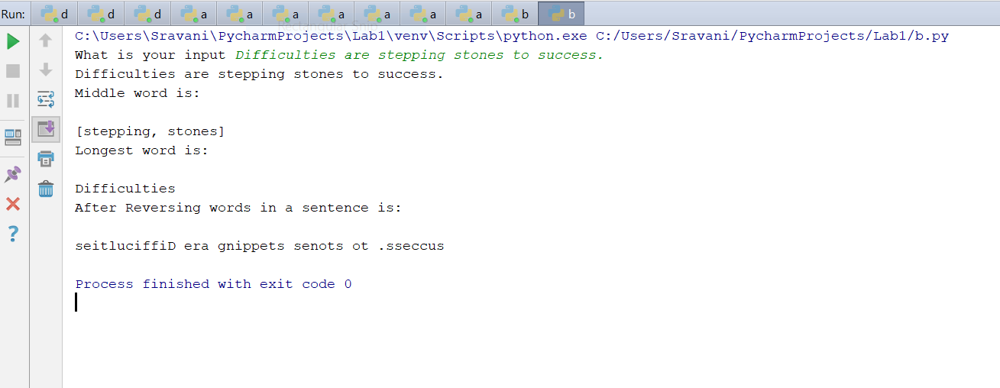 Run: d d d a a a a a a a b b
C:\Users\Sravani\PycharmProjects\Lab1\venv\Scripts\python.exe C:/Users/Sravani/PycharmProjects/Lab1/b.py
What is your input Difficulties are stepping stones to success.
Difficulties are stepping stones to success.
Middle word is:
[stepping, stones]
Longest word is:
Difficulties
After Reversing words in a sentence is:
seitluciffiD era gnippets senots ot .sseccus
Process finished with exit code 0